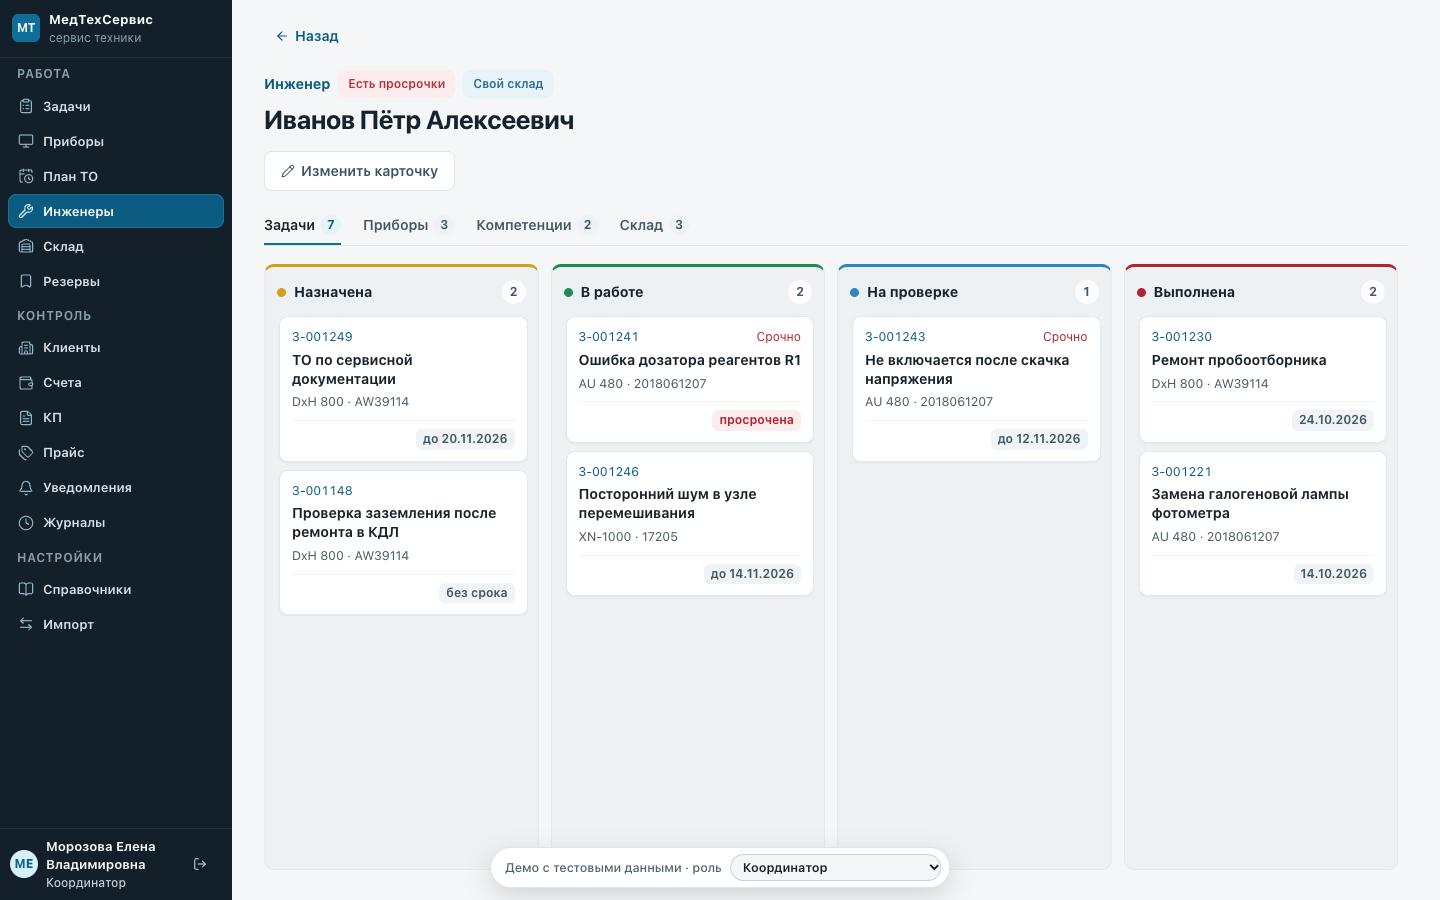 МТ
МедТехСервис
сервис техники
РАБОТА
Задачи
Приборы
План ТО
Инженеры
Склад
Резервы
КОНТРОЛЬ
Клиенты
Счета
КП
Прайс
Уведомления
Журналы
НАСТРОЙКИ
Справочники
Импорт
МЕ
Морозова Елена
Владимировна
Координатор
Назад
Инженер Есть просрочки Свой склад
Иванов Пётр Алексеевич
Изменить карточку
Задачи 7 Приборы 3 Компетенции 2 Склад 3
Назначена 2
З-001249
ТО по сервисной
документации
DxH 800 · AW39114
до 20.11.2026
З-001148
Проверка заземления после
ремонта в КДЛ
DxH 800 · AW39114
без срока
В работе 2
З-001241 Срочно
Ошибка дозатора реагентов R1
AU 480 · 2018061207
просрочена
З-001246
Посторонний шум в узле
перемешивания
XN-1000 · 17205
до 14.11.2026
На проверке 1
З-001243 Срочно
Не включается после скачка
напряжения
AU 480 · 2018061207
до 12.11.2026
Выполнена 2
З-001230
Ремонт пробоотборника
DxH 800 · AW39114
24.10.2026
З-001221
Замена галогеновой лампы
фотометра
AU 480 · 2018061207
14.10.2026
Демо с тестовыми данными · роль Координатор